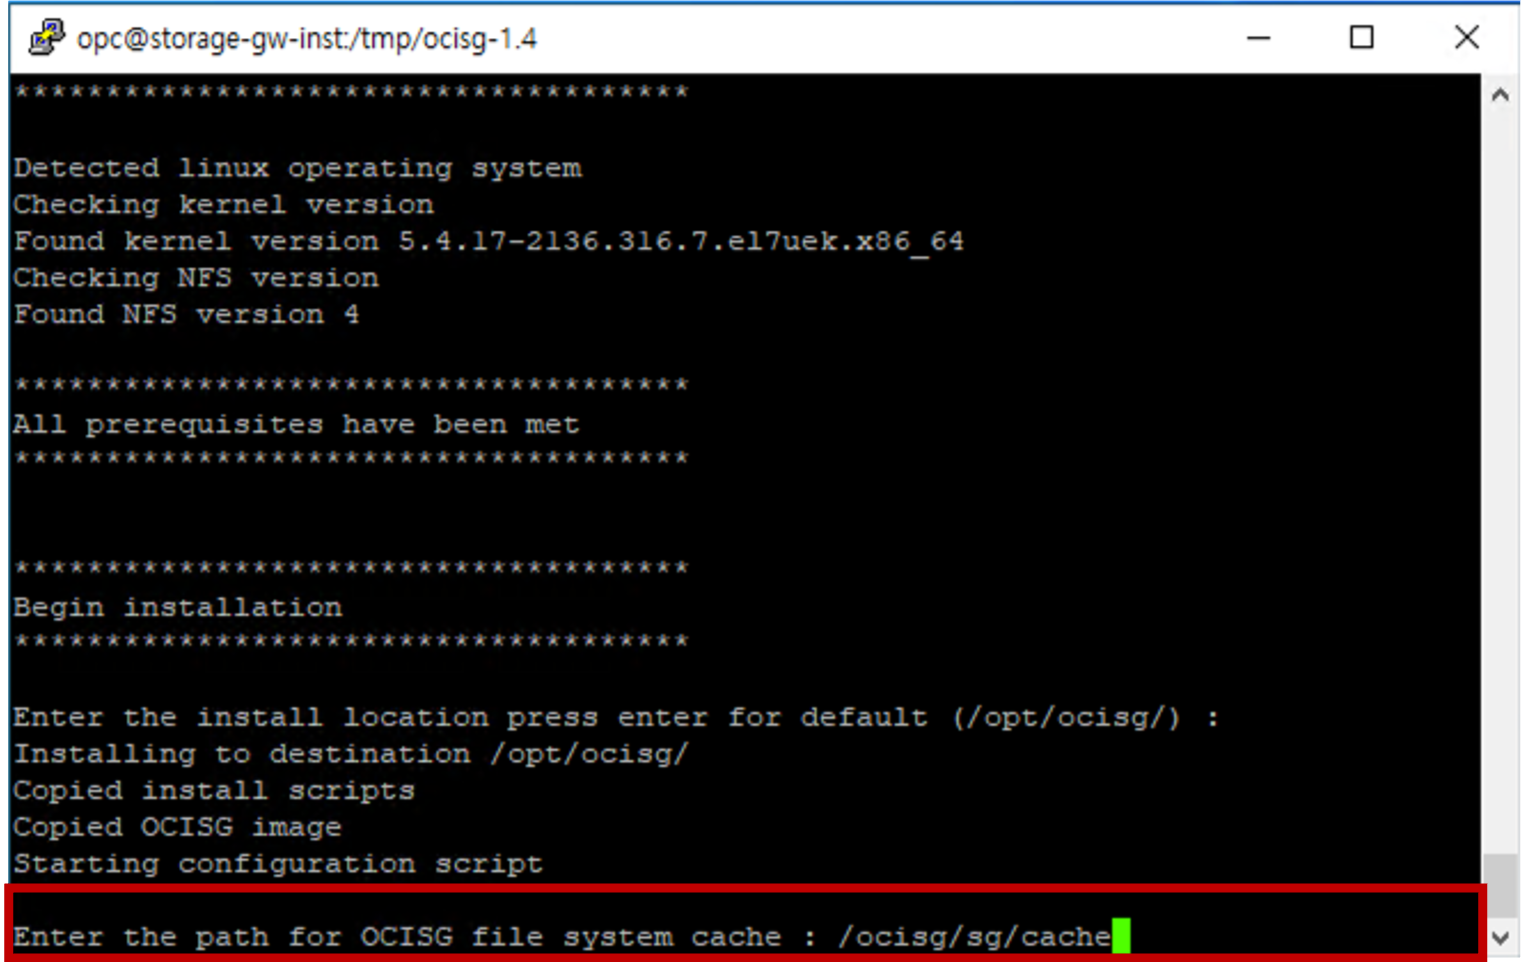 opc@storage-gw-inst:/tmp/ocisg-1.4
*************************************
Detected linux operating system
Checking kernel version
Found kernel version 5.4.17-2136.316.7.el7uek.x86_64
Checking NFS version
Found NFS version 4
*************************************
All prerequisites have been met
*************************************
*************************************
Begin installation
*************************************
Enter the install location press enter for default (/opt/ocisg/) :
Installing to destination /opt/ocisg/
Copied install scripts
Copied OCISG image
Starting configuration script
Enter the path for OCISG file system cache : /ocisg/sg/cache